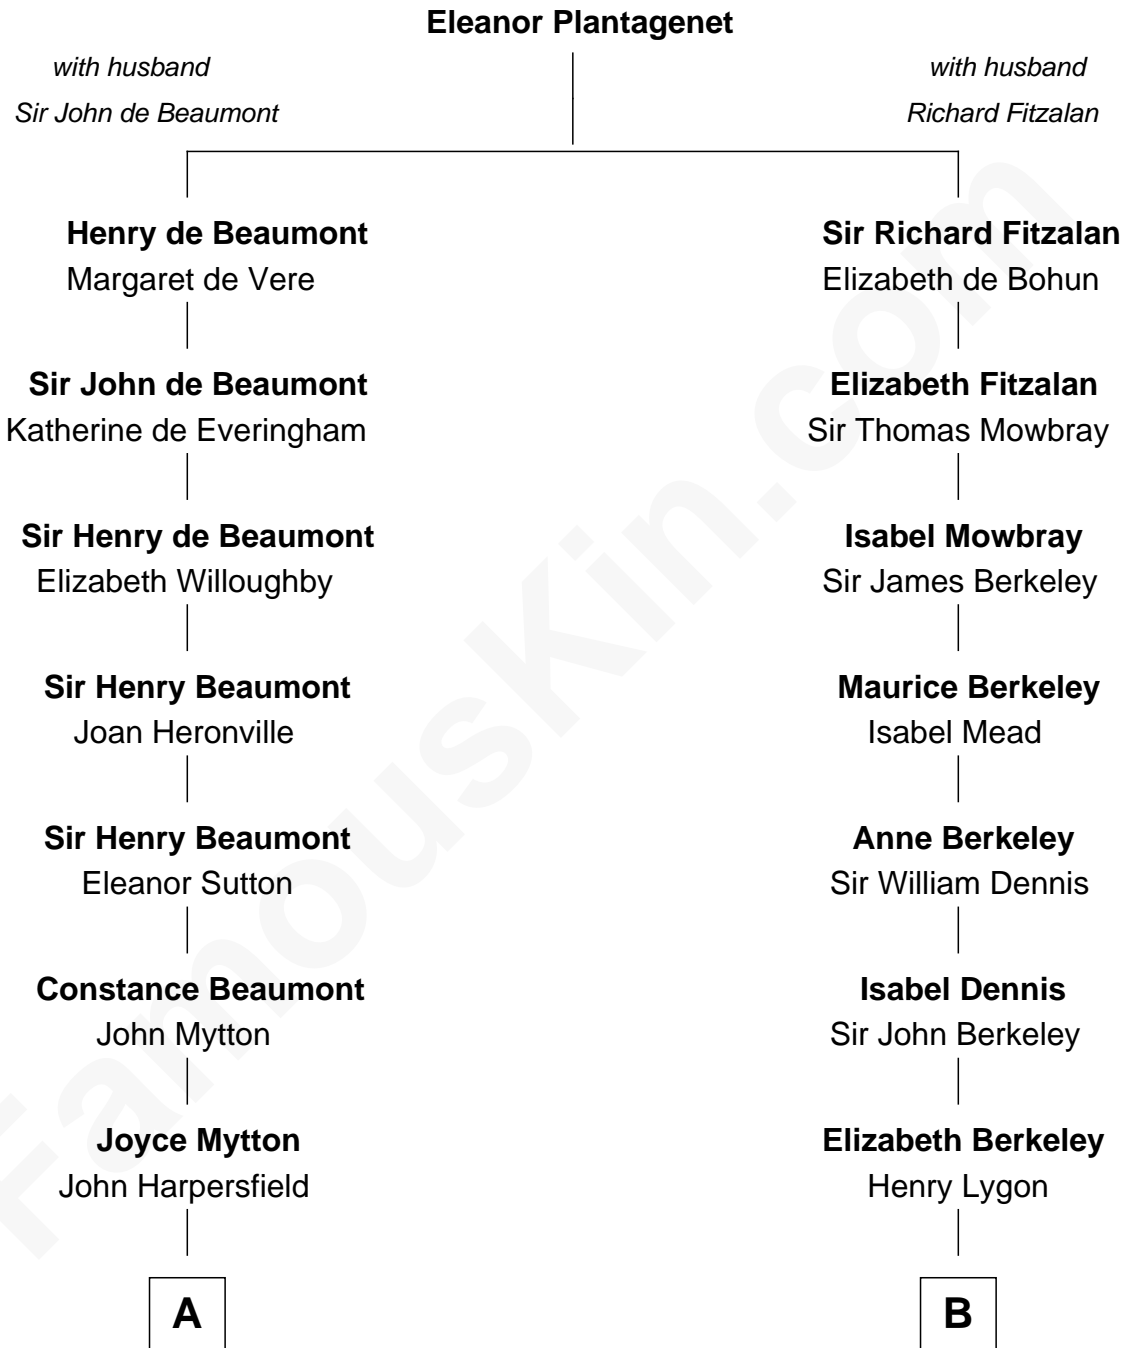 Eleanor Plantagenet
with husband
Sir John de Beaumont
with husband
Richard Fitzalan
Henry de Beaumont
Margaret de Vere
Sir Richard Fitzalan
Elizabeth de Bohun
Sir John de Beaumont
Katherine de Everingham
Elizabeth Fitzalan
Sir Thomas Mowbray
Sir Henry de Beaumont
Elizabeth Willoughby
Isabel Mowbray
Sir James Berkeley
Sir Henry Beaumont
Joan Heronville
Maurice Berkeley
Isabel Mead
Sir Henry Beaumont
Eleanor Sutton
Anne Berkeley
Sir William Dennis
Constance Beaumont
John Mytton
Isabel Dennis
Sir John Berkeley
Joyce Mytton
John Harpersfield
Elizabeth Berkeley
Henry Lygon
A
B
FamousKin.com